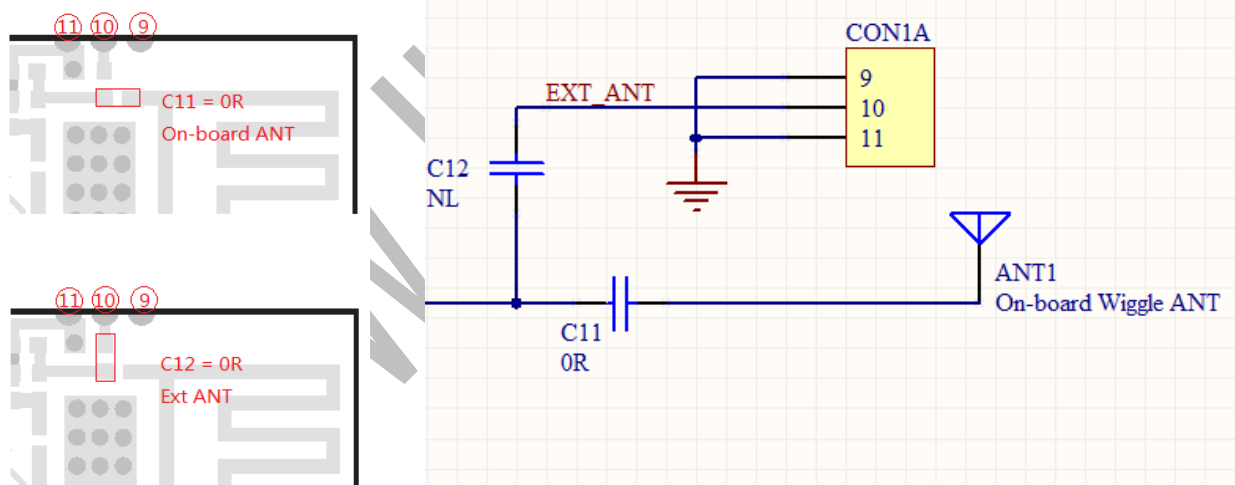 11 10 9
C11 = 0R
On-board ANT
11 10 9
C12 = 0R
Ext ANT
CON1A
9
EXT_ANT
10
11
C12
NL
ANT1
On-board Wiggle ANT
C11
0R